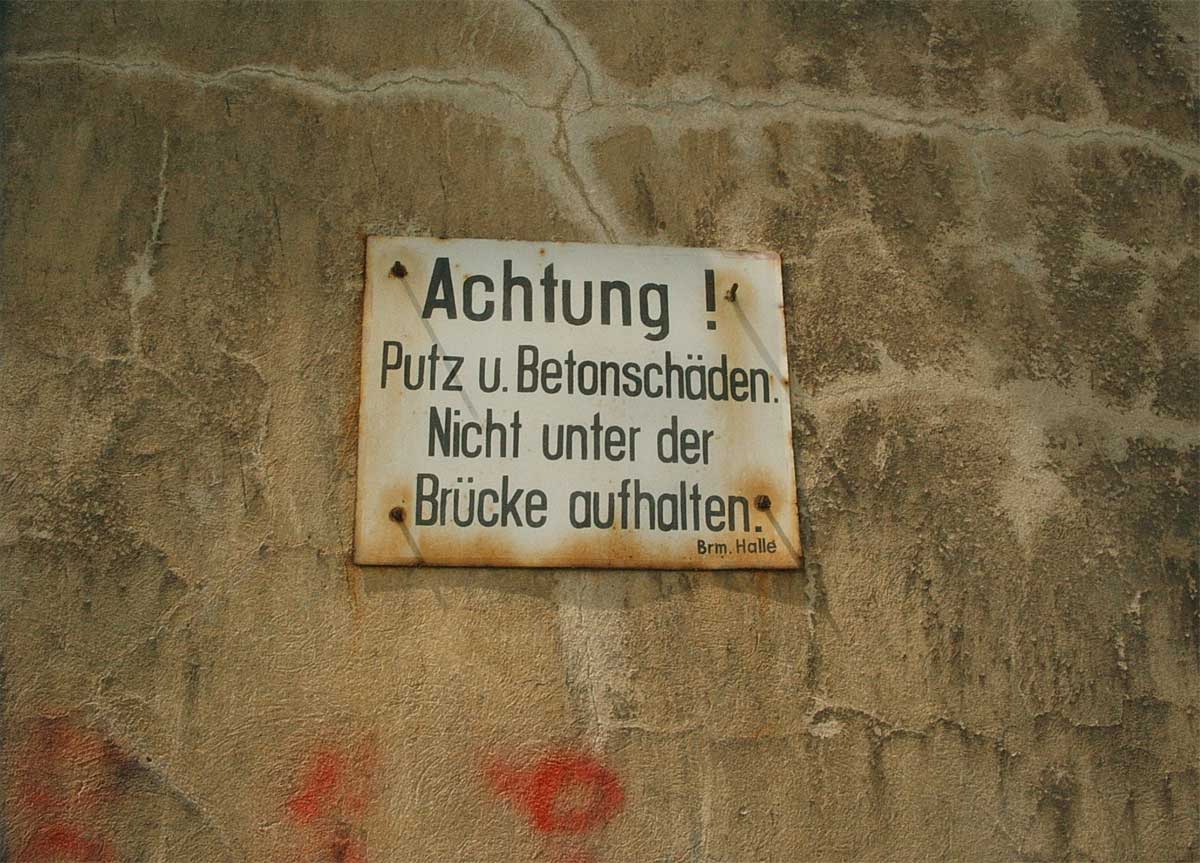 Achtung !
Putz u. Betonschäden.
Nicht unter der
Brücke aufhalten.
Brm. Halle